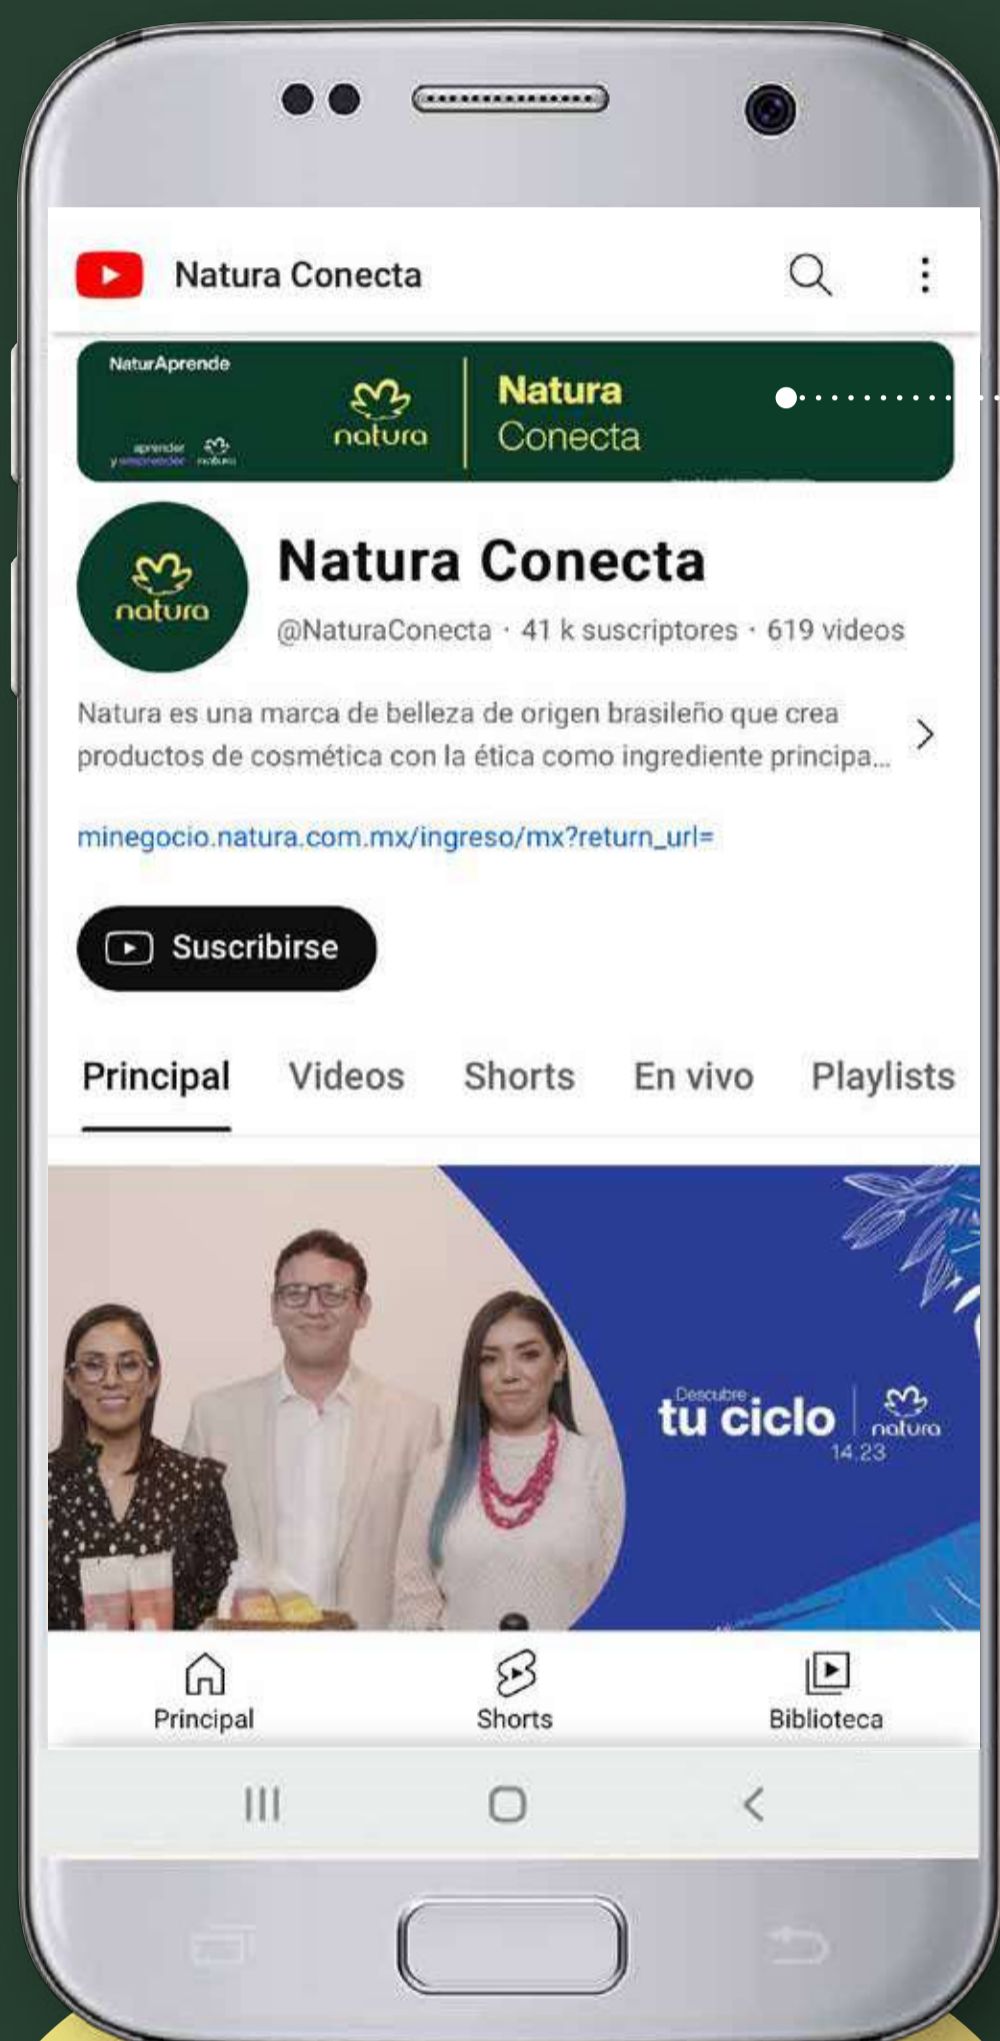 Natura Conecta
NaturAprende
natura
Natura
Conecta
aprender
y emprender
natura
natura
Natura Conecta
@NaturaConecta · 41 k suscriptores · 619 videos
Natura es una marca de belleza de origen brasileño que crea
productos de cosmética con la ética como ingrediente principa...
minegocio.natura.com.mx/ingreso/mx?return_url=
Suscribirse
Principal Videos Shorts En vivo Playlists
Descubre
tu ciclo
natura
14.23
Principal Shorts Biblioteca